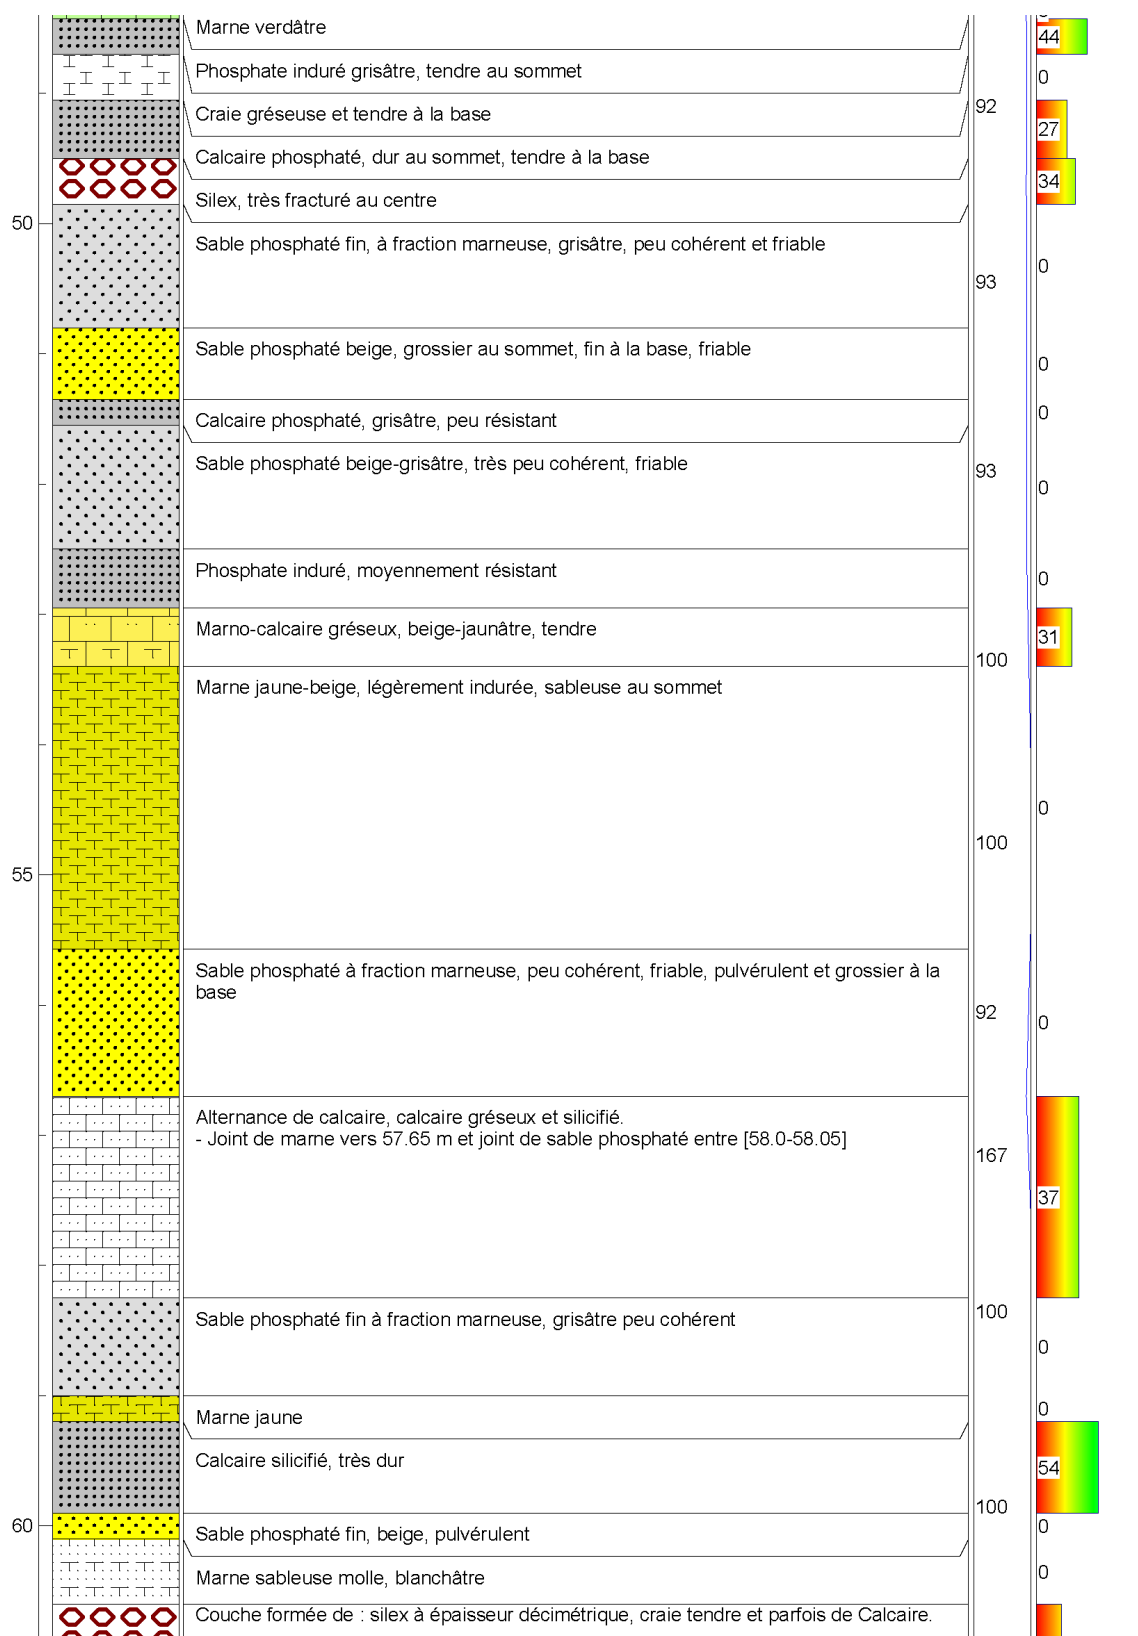 Marne verdâtre
44
Phosphate induré grisâtre, tendre au sommet
0
92
Craie gréseuse et tendre à la base
27
Calcaire phosphaté, dur au sommet, tendre à la base
34
Silex, très fracturé au centre
50
Sable phosphaté fin, à fraction marneuse, grisâtre, peu cohérent et friable
0
93
Sable phosphaté beige, grossier au sommet, fin à la base, friable
0
Calcaire phosphaté, grisâtre, peu résistant
0
Sable phosphaté beige-grisâtre, très peu cohérent, friable
93
0
Phosphate induré, moyennement résistant
0
Marno-calcaire gréseux, beige-jaunâtre, tendre
31
100
Marne jaune-beige, légèrement indurée, sableuse au sommet
0
100
55
Sable phosphaté à fraction marneuse, peu cohérent, friable, pulvérulent et grossier à la
base
92
0
Alternance de calcaire, calcaire gréseux et silicifié.
- Joint de marne vers 57.65 m et joint de sable phosphaté entre [58.0-58.05]
167
37
100
Sable phosphaté fin à fraction marneuse, grisâtre peu cohérent
0
0
Marne jaune
Calcaire silicifié, très dur
54
100
60
0
Sable phosphaté fin, beige, pulvérulent
0
Marne sableuse molle, blanchâtre
Couche formée de : silex à épaisseur décimétrique, craie tendre et parfois de Calcaire.